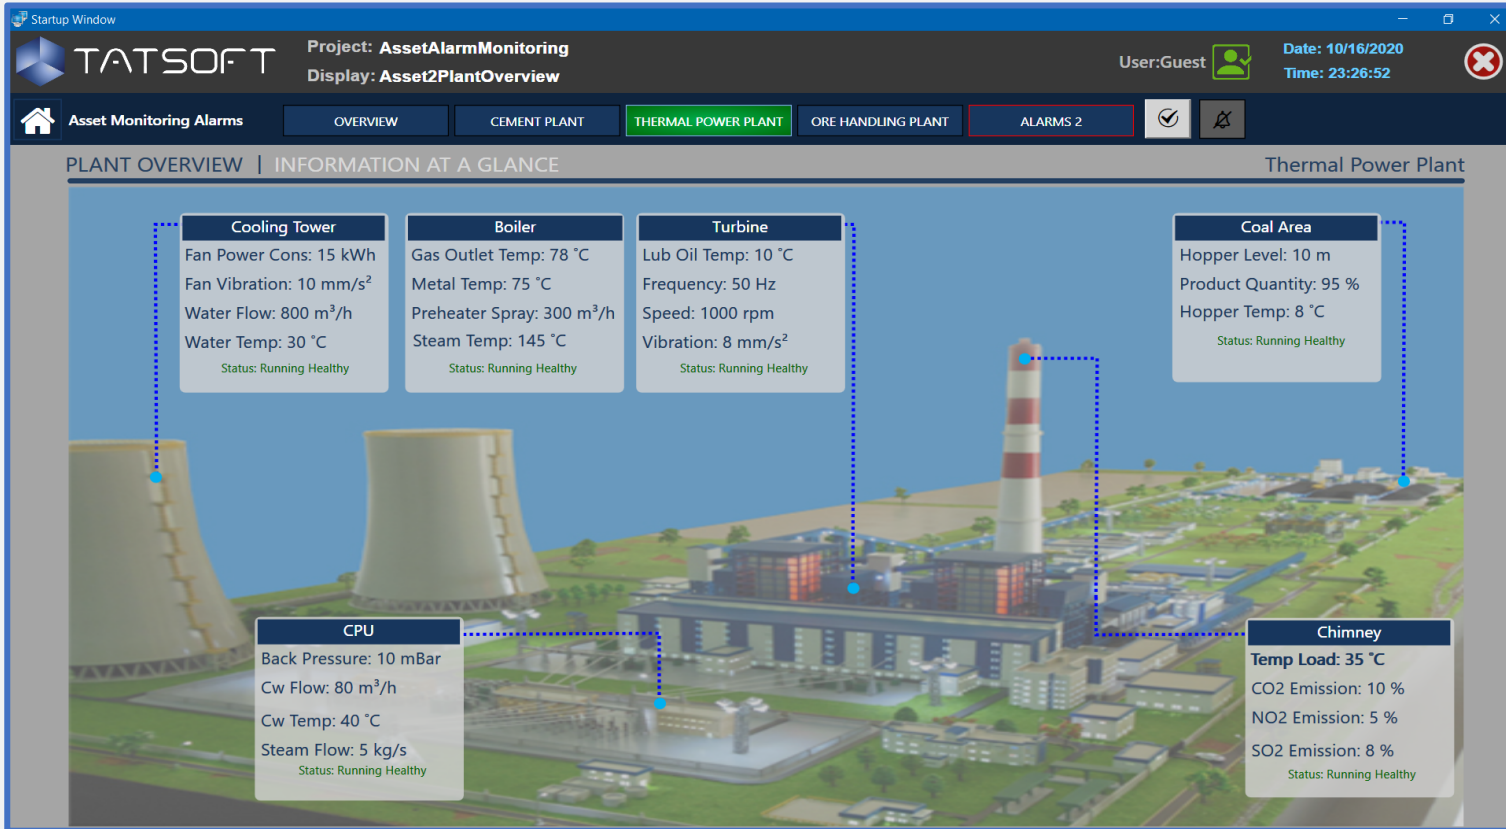 Startup Window
TATSOFT
Project: AssetAlarmMonitoring
Display: Asset2PlantOverview
User:Guest
Date: 10/16/2020
Time: 23:26:52
Asset Monitoring Alarms
OVERVIEW
CEMENT PLANT
THERMAL POWER PLANT
ORE HANDLING PLANT
ALARMS 2
PLANT OVERVIEW | INFORMATION AT A GLANCE
Thermal Power Plant
Cooling Tower
Fan Power Cons: 15 kWh
Fan Vibration: 10 mm/s²
Water Flow: 800 m³/h
Water Temp: 30 °C
Status: Running Healthy
Boiler
Gas Outlet Temp: 78 °C
Metal Temp: 75 °C
Preheater Spray: 300 m³/h
Steam Temp: 145 °C
Status: Running Healthy
Turbine
Lub Oil Temp: 10 °C
Frequency: 50 Hz
Speed: 1000 rpm
Vibration: 8 mm/s²
Status: Running Healthy
Coal Area
Hopper Level: 10 m
Product Quantity: 95 %
Hopper Temp: 8 °C
Status: Running Healthy
CPU
Back Pressure: 10 mBar
Cw Flow: 80 m³/h
Cw Temp: 40 °C
Steam Flow: 5 kg/s
Status: Running Healthy
Chimney
Temp Load: 35 °C
CO2 Emission: 10 %
NO2 Emission: 5 %
SO2 Emission: 8 %
Status: Running Healthy